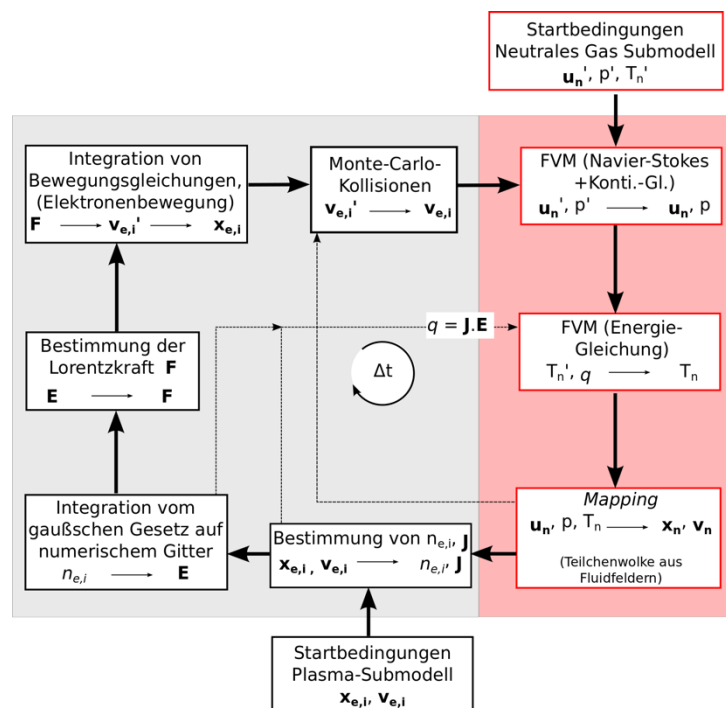 Startbedingungen
Neutrales Gas Submodell
uₙ', p', Tₙ'
Integration von
Bewegungsgleichungen,
(Elektronenbewegung)
F → vₑ,ᵢ' → xₑ,ᵢ
Monte-Carlo-
Kollisionen
vₑ,ᵢ' → vₑ,ᵢ
FVM (Navier-Stokes
+Konti.-Gl.)
uₙ', p' → uₙ, p
q = J.E
FVM (Energie-
Gleichung)
Tₙ', q → Tₙ
Bestimmung der
Lorentzkraft F
E → F
Δt
Integration vom
gaußschen Gesetz auf
numerischem Gitter
nₑ,ᵢ → E
Bestimmung von nₑ,ᵢ, J
xₑ,ᵢ, vₑ,ᵢ → nₑ,ᵢ, J
Mapping
uₙ, p, Tₙ → xₙ, vₙ
(Teilchenwolke aus
Fluidfeldern)
Startbedingungen
Plasma-Submodell
xₑ,ᵢ, vₑ,ᵢ